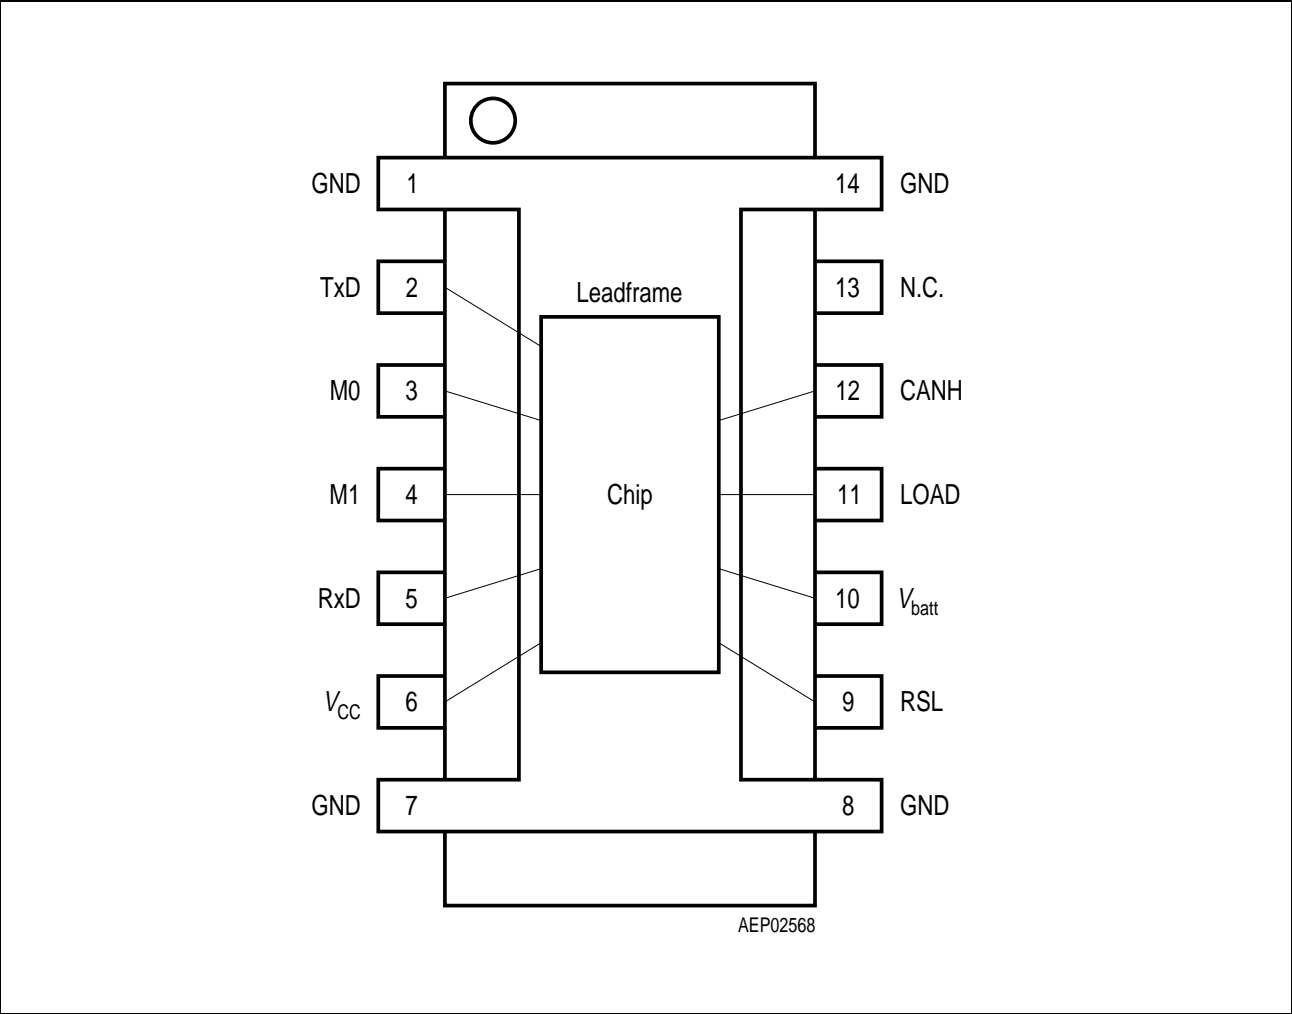 GND 1 14 GND
TxD 2 13 N.C.
Leadframe
M0 3 12 CANH
M1 4 Chip 11 LOAD
RxD 5 10 Vbatt
VCC 6 9 RSL
GND 7 8 GND
AEP02568